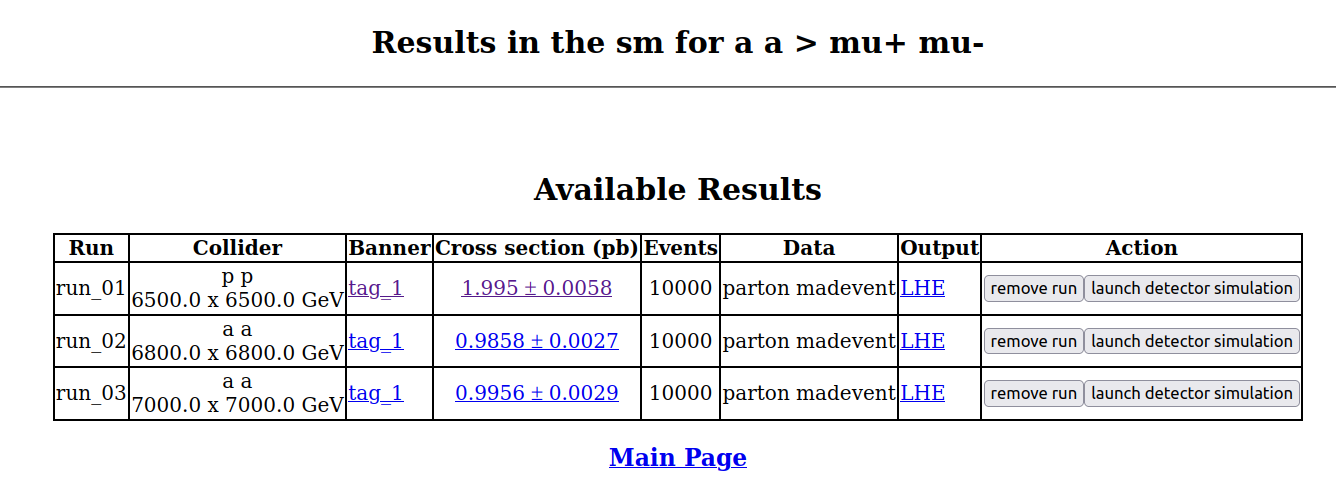 Results in the sm for a a > mu+ mu-
Available Results
Run Collider Banner Cross section (pb) Events Data Output Action
run_01 p p 6500.0 x 6500.0 GeV tag_1 1.995 ± 0.0058 10000 parton madevent LHE remove run launch detector simulation
run_02 a a 6800.0 x 6800.0 GeV tag_1 0.9858 ± 0.0027 10000 parton madevent LHE remove run launch detector simulation
run_03 a a 7000.0 x 7000.0 GeV tag_1 0.9956 ± 0.0029 10000 parton madevent LHE remove run launch detector simulation
Main Page